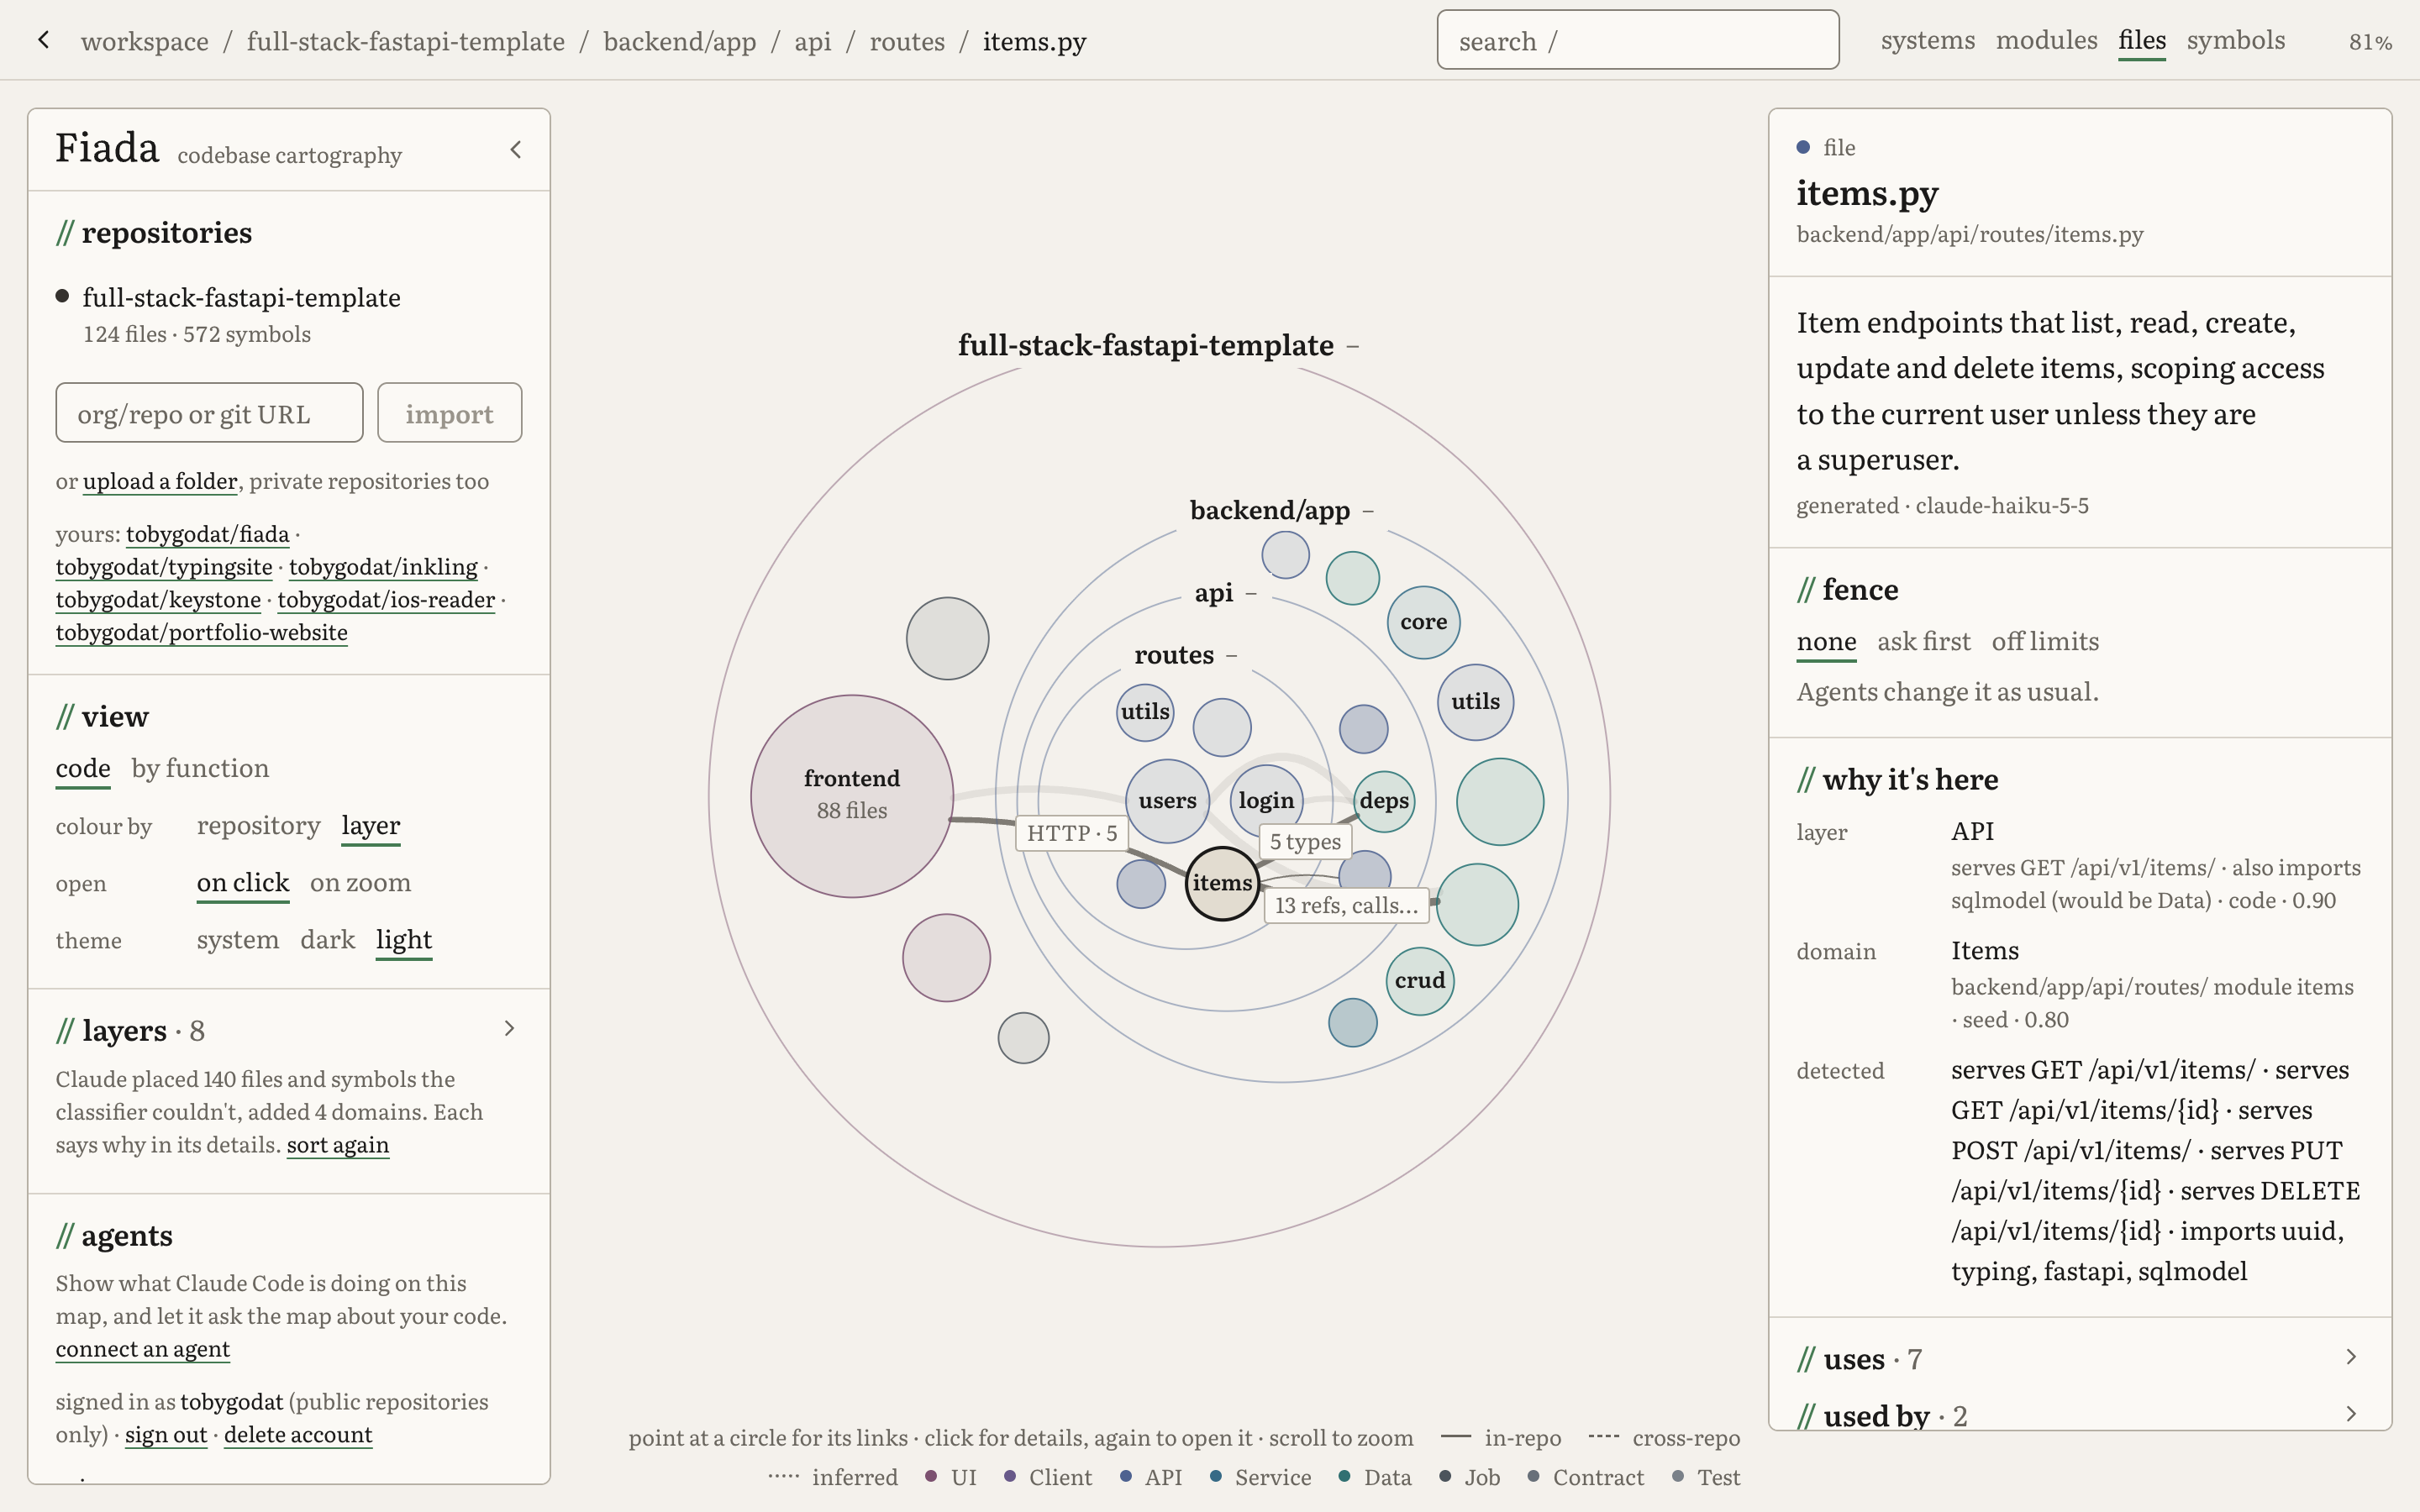 workspace / full-stack-fastapi-template / backend/app / api / routes / items.py
search /
systems modules files symbols
81%
Fiada codebase cartography
// repositories
full-stack-fastapi-template
124 files · 572 symbols
org/repo or git URL
import
or upload a folder, private repositories too
yours: tobygodat/fiada ·
tobygodat/typingsite · tobygodat/inkling ·
tobygodat/keystone · tobygodat/ios-reader ·
tobygodat/portfolio-website
// view
code by function
colour by repository layer
open on click on zoom
theme system dark light
// layers · 8
Claude placed 140 files and symbols the
classifier couldn't, added 4 domains. Each
says why in its details. sort again
// agents
Show what Claude Code is doing on this
map, and let it ask the map about your code.
connect an agent
signed in as tobygodat (public repositories
only) · sign out · delete account
full-stack-fastapi-template –
backend/app –
api –
core
routes –
utils
utils
frontend
88 files
users
login
deps
HTTP · 5
5 types
items
13 refs, calls...
crud
point at a circle for its links · click for details, again to open it · scroll to zoom in-repo cross-repo
inferred UI Client API Service Data Job Contract Test
file
items.py
backend/app/api/routes/items.py
Item endpoints that list, read, create,
update and delete items, scoping access
to the current user unless they are
a superuser.
generated · claude-haiku-5-5
// fence
none ask first off limits
Agents change it as usual.
// why it's here
layer API
serves GET /api/v1/items/ · also imports
sqlmodel (would be Data) · code · 0.90
domain Items
backend/app/api/routes/ module items
· seed · 0.80
detected serves GET /api/v1/items/ · serves
GET /api/v1/items/{id} · serves
POST /api/v1/items/ · serves PUT
/api/v1/items/{id} · serves DELETE
/api/v1/items/{id} · imports uuid,
typing, fastapi, sqlmodel
// uses · 7
// used by · 2